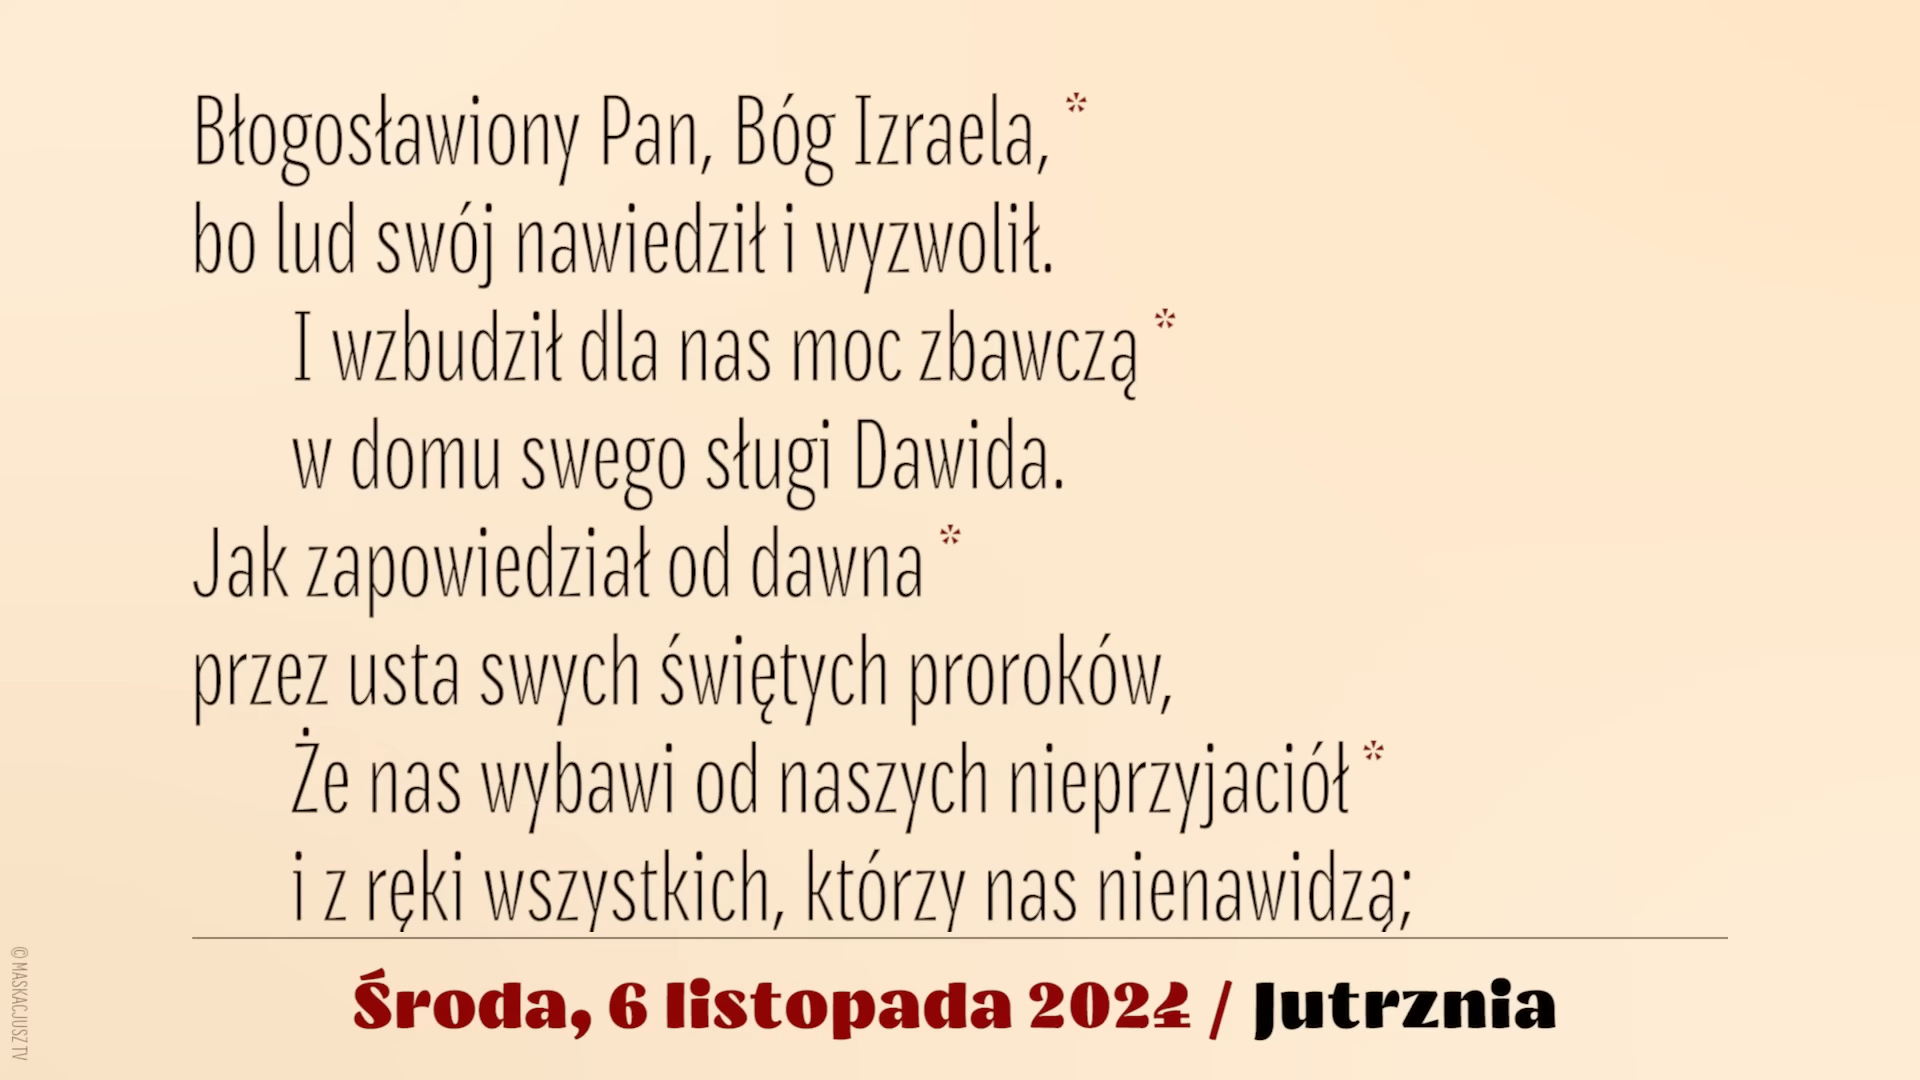 Błogosławiony Pan, Bóg Izraela, *
bo lud swój nawiedził i wyzwolił.
I wzbudził dla nas moc zbawczą *
w domu swego sługi Dawida.
Jak zapowiedział od dawna *
przez usta swych świętych proroków,
Że nas wybawi od naszych nieprzyjaciół *
i z ręki wszystkich, którzy nas nienawidzą;
Środa, 6 listopada 2024 / Jutrznia
© MASKACJUSZ TV